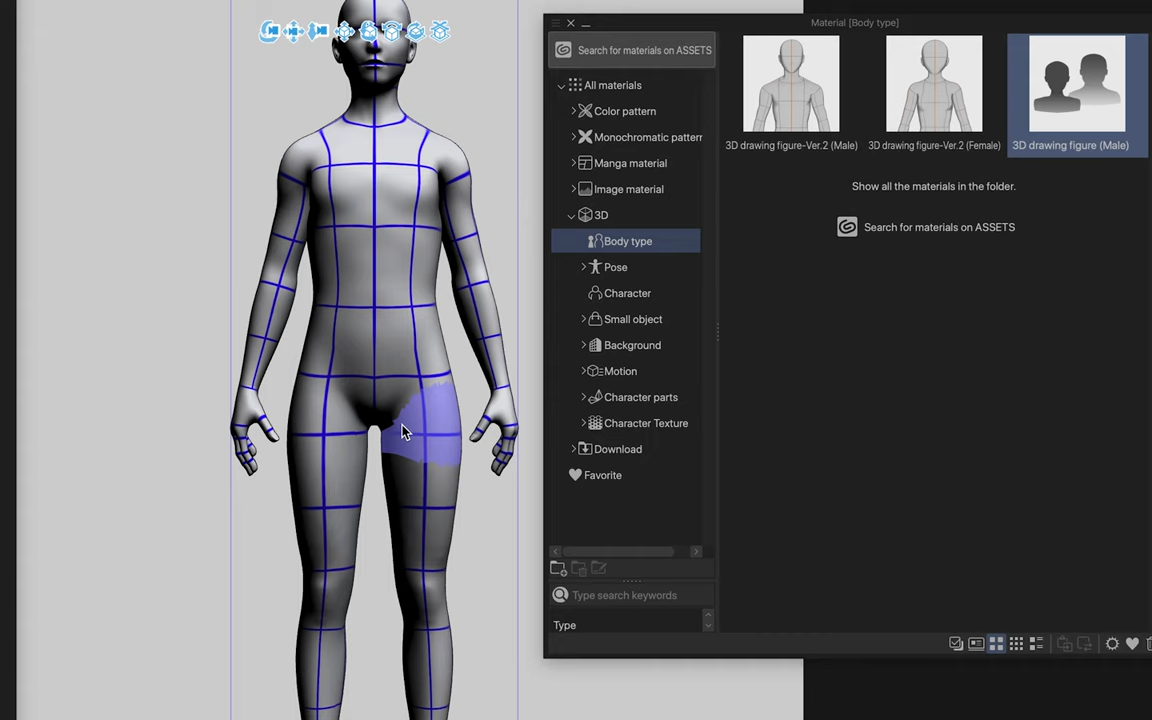 Material [Body type]
Search for materials on ASSETS
All materials
Color pattern
Monochromatic pattern
Manga material
Image material
3D
Body type
Pose
Character
Small object
Background
Motion
Character parts
Character Texture
Download
Favorite
Type search keywords
Type
3D drawing figure-Ver.2 (Male)
3D drawing figure-Ver.2 (Female)
3D drawing figure (Male)
Show all the materials in the folder.
Search for materials on ASSETS